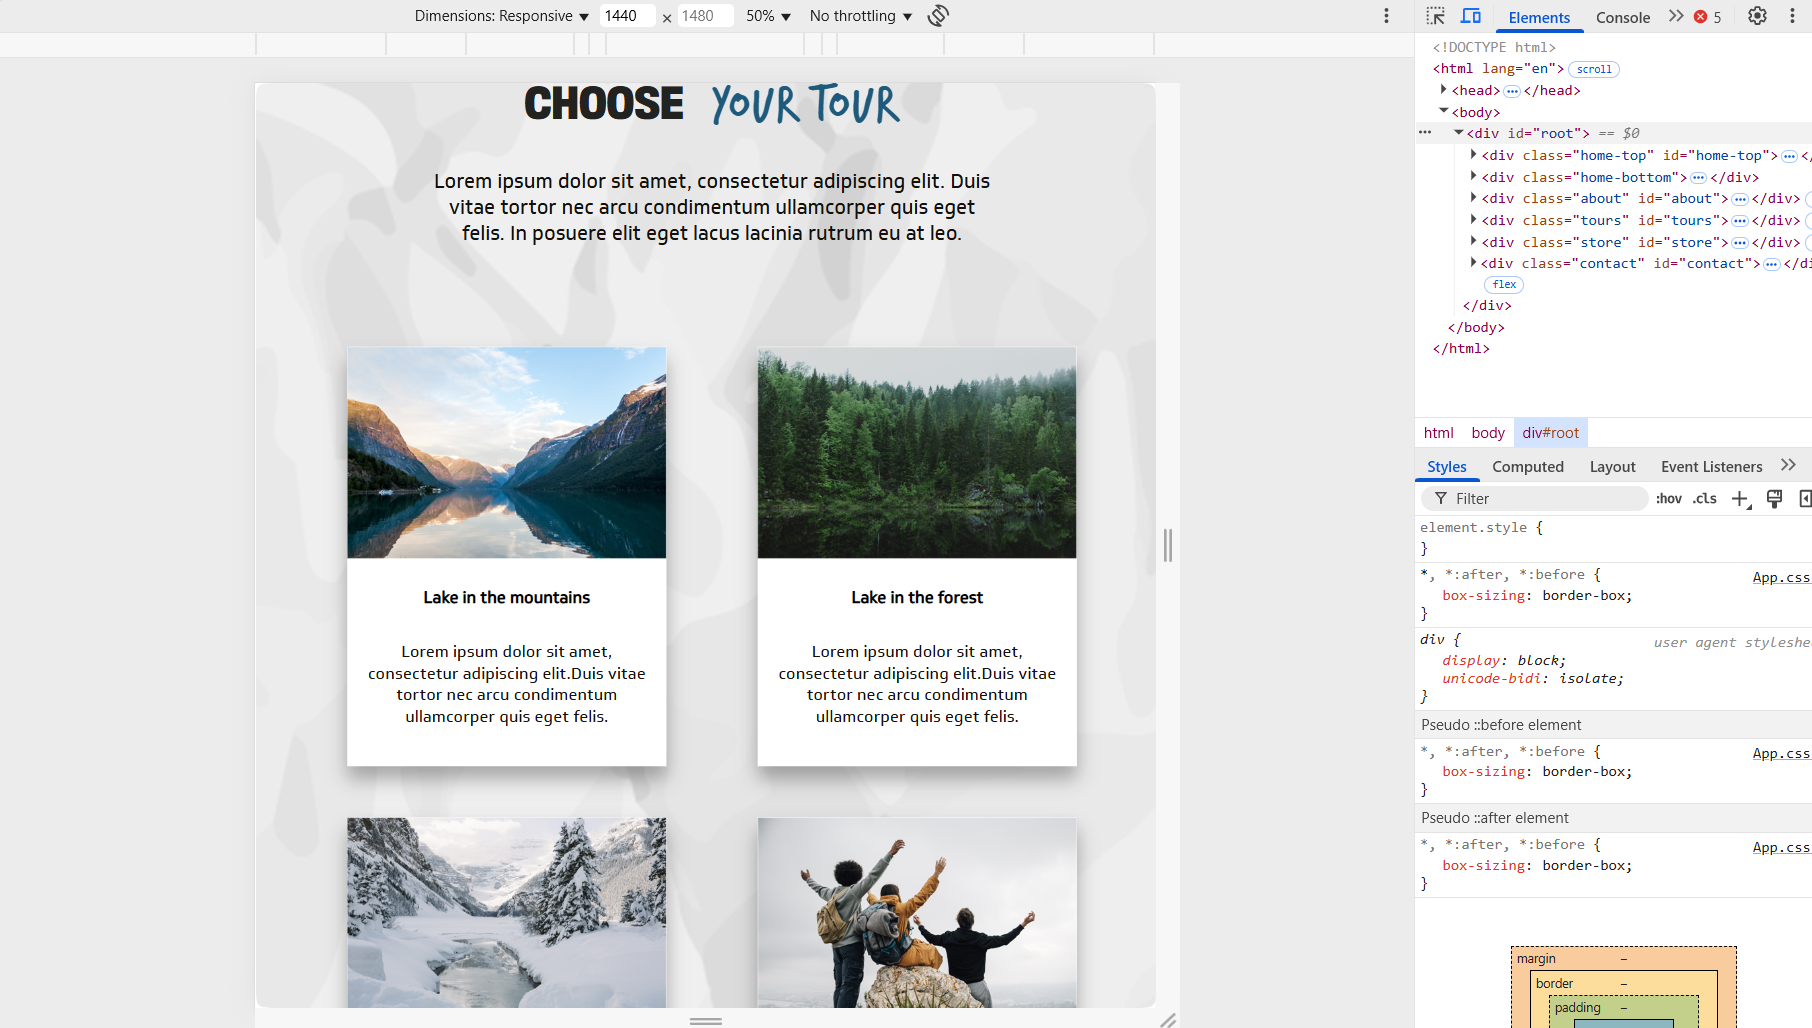 Dimensions: Responsive ▼ 1440 × 1480 50% ▼ No throttling ▼
CHOOSE YOUR TOUR
Lorem ipsum dolor sit amet, consectetur adipiscing elit. Duis
vitae tortor nec arcu condimentum ullamcorper quis eget
felis. In posuere elit eget lacus lacinia rutrum eu at leo.
Lake in the mountains
Lorem ipsum dolor sit amet,
consectetur adipiscing elit.Duis vitae
tortor nec arcu condimentum
ullamcorper quis eget felis.
Lake in the forest
Lorem ipsum dolor sit amet,
consectetur adipiscing elit.Duis vitae
tortor nec arcu condimentum
ullamcorper quis eget felis.
Elements Console 5
<!DOCTYPE html>
<html lang="en"> scroll
<head>…</head>
<body>
<div id="root"> == $0
<div class="home-top" id="home-top">…</
<div class="home-bottom">…</div>
<div class="about" id="about">…</div>
<div class="tours" id="tours">…</div>
<div class="store" id="store">…</div>
<div class="contact" id="contact">…</di
flex
</div>
</body>
</html>
html body div#root
Styles Computed Layout Event Listeners
Filter :hov .cls
element.style {
}
*, *:after, *:before { App.css
box-sizing: border-box;
}
div { user agent styleshe
display: block;
unicode-bidi: isolate;
}
Pseudo ::before element
*, *:after, *:before { App.css
box-sizing: border-box;
}
Pseudo ::after element
*, *:after, *:before { App.css
box-sizing: border-box;
}
margin –
border –
padding –